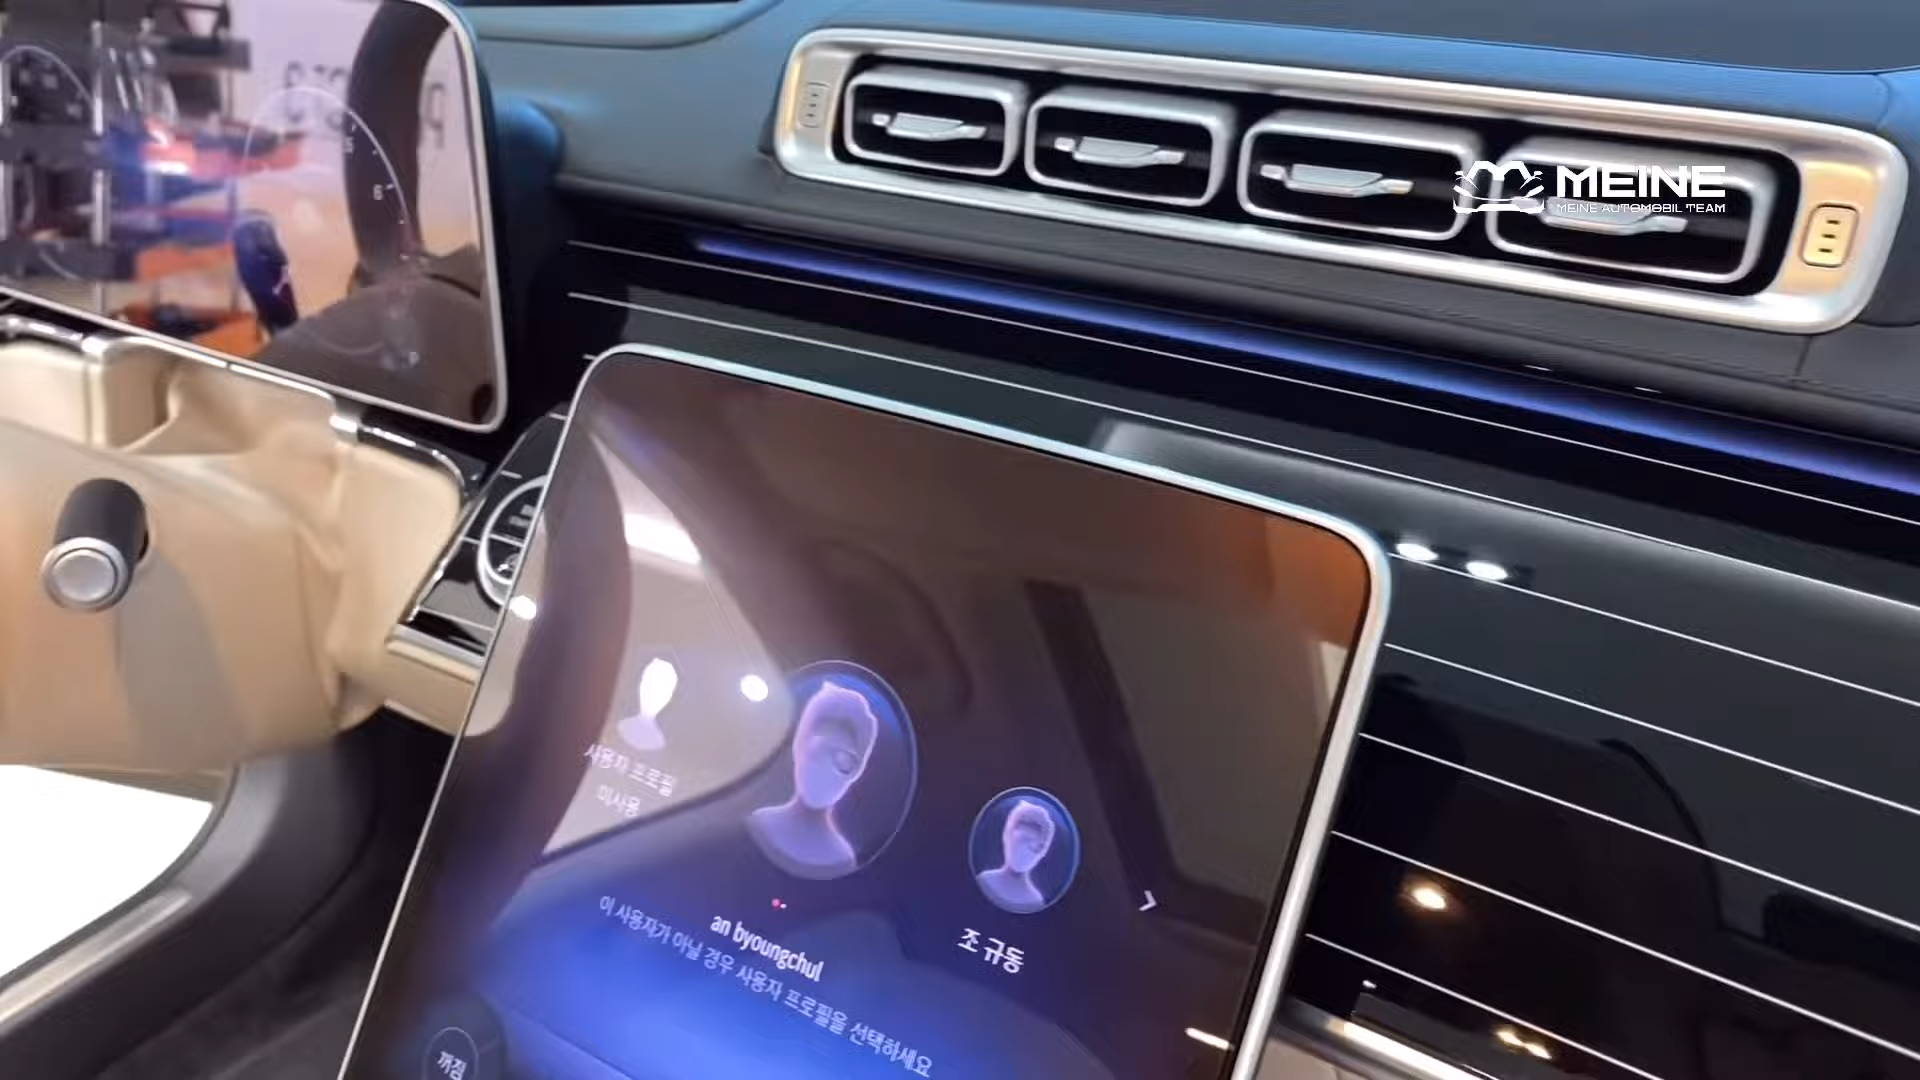 MEINE
MEINE AUTOMOBIL TEAM
5
6
사용자 프로필
미사용
an byoungchul
이 사용자가 아닐 경우 사용자 프로필을 선택하세요
조 규동
꺼짐